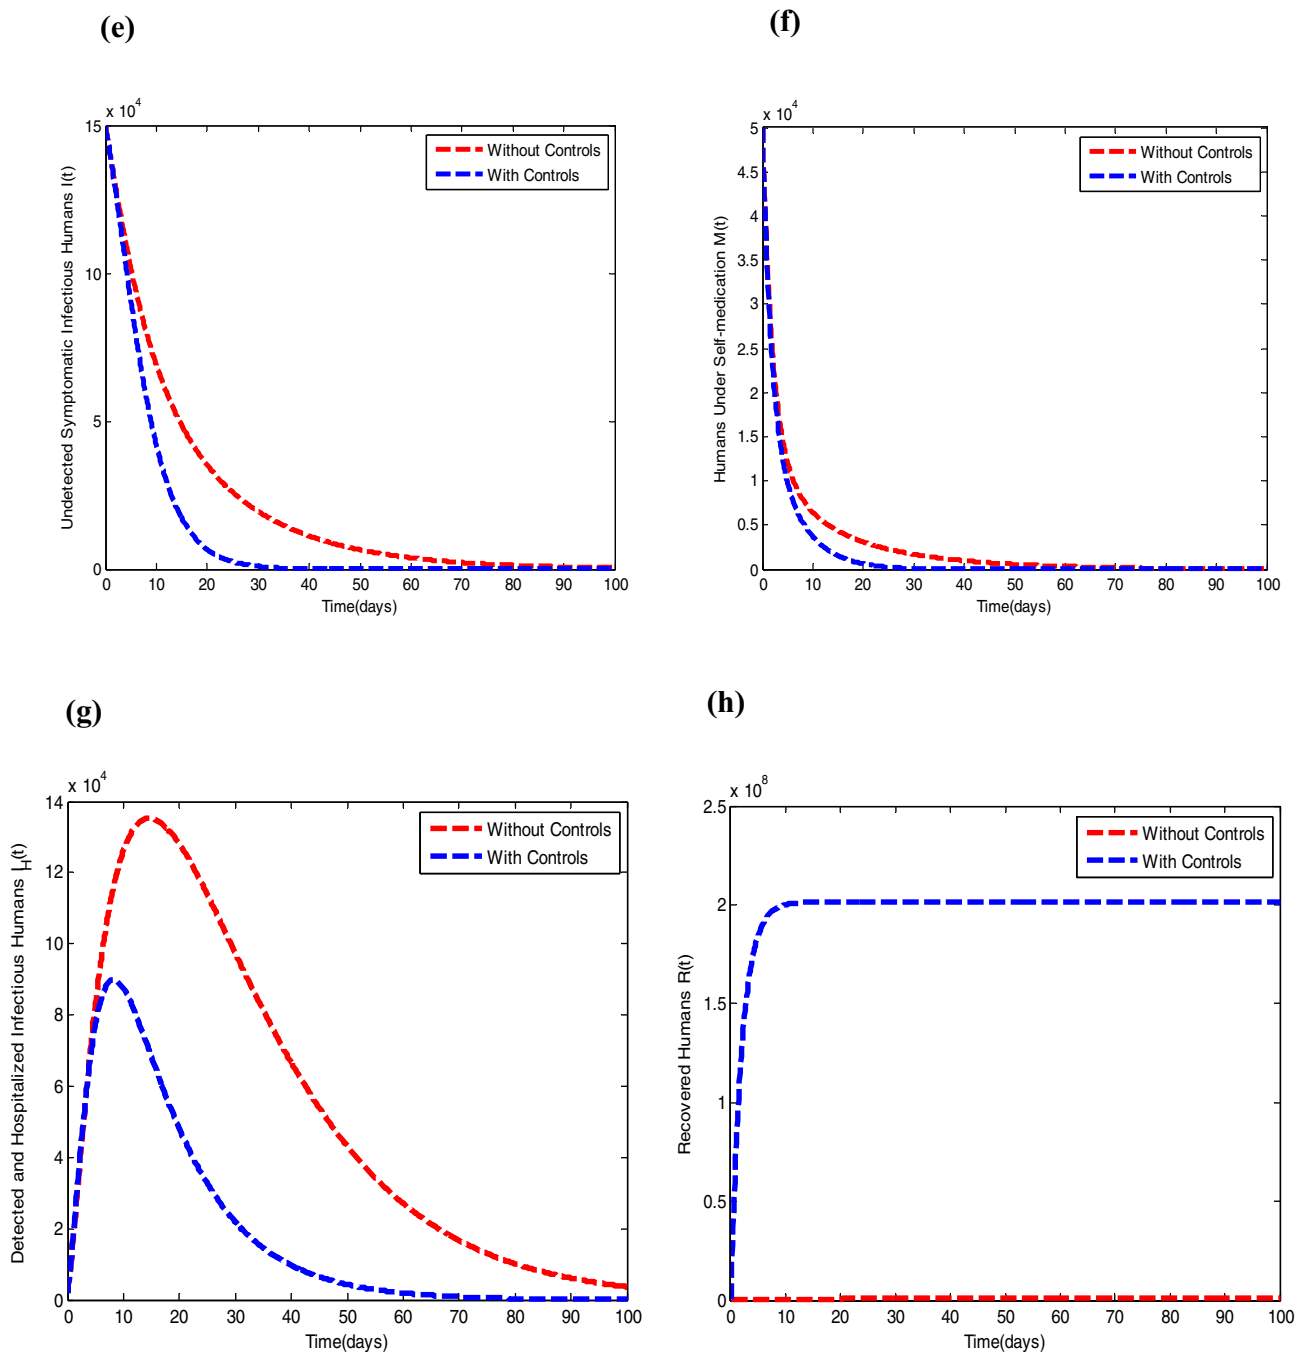 (e)
x 10^4
15
10
5
0
Undetected Symptomatic Infectious Humans I(t)
Without Controls
With Controls
0 10 20 30 40 50 60 70 80 90 100
Time(days)
(f)
x 10^4
5
4.5
4
3.5
3
2.5
2
1.5
1
0.5
0
Humans Under Self-medication M(t)
Without Controls
With Controls
0 10 20 30 40 50 60 70 80 90 100
Time(days)
(g)
x 10^4
14
12
10
8
6
4
2
0
Detected and Hospitalized Infectious Humans I_H(t)
Without Controls
With Controls
0 10 20 30 40 50 60 70 80 90 100
Time(days)
(h)
x 10^8
2.5
2
1.5
1
0.5
0
Recovered Humans R(t)
Without Controls
With Controls
0 10 20 30 40 50 60 70 80 90 100
Time(days)